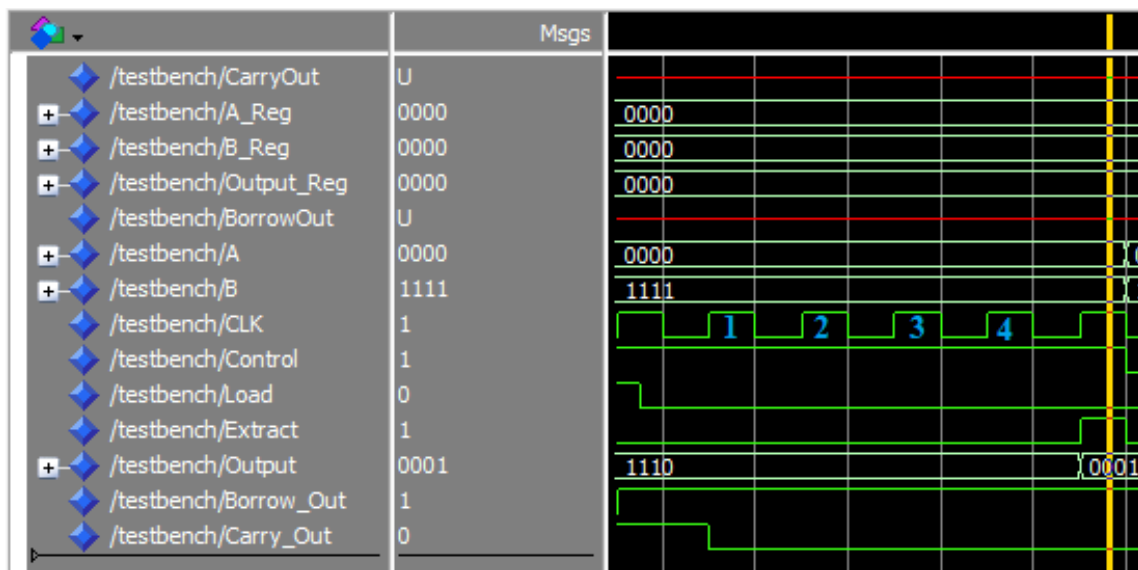 Msgs
/testbench/CarryOut U
/testbench/A_Reg 0000 0000
/testbench/B_Reg 0000 0000
/testbench/Output_Reg 0000 0000
/testbench/BorrowOut U
/testbench/A 0000 0000
/testbench/B 1111 1111
/testbench/CLK 1 1 2 3 4
/testbench/Control 1
/testbench/Load 0
/testbench/Extract 1
/testbench/Output 0001 1110 0001
/testbench/Borrow_Out 1
/testbench/Carry_Out 0